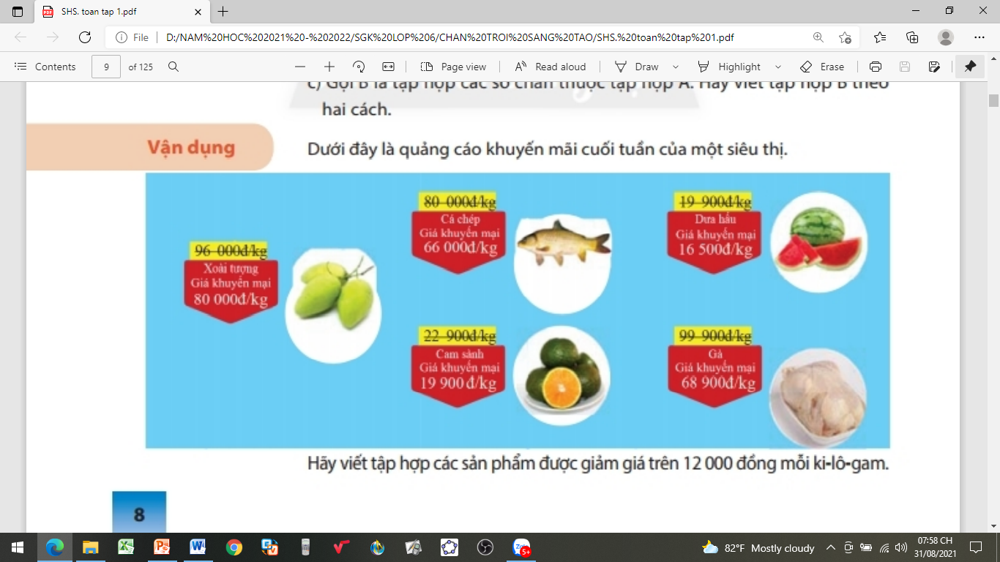 SHS. toan tap 1.pdf
File
D:/NAM%20HOC%202021%20-%202022/SGK%20LOP%206/CHAN%20TROI%20SANG%20TAO/SHS.%20toan%20tap%201.pdf
Contents
9
of 125
Page view
Read aloud
Draw
Highlight
Erase
c) Gọi B là tập hợp các số chẵn thuộc tập hợp A. Hãy viết tập hợp B theo
hai cách.
Vận dụng
Dưới đây là quảng cáo khuyến mãi cuối tuần của một siêu thị.
96 000đ/kg
Xoài tượng
Giá khuyến mại
80 000đ/kg
80 000đ/kg
Cá chép
Giá khuyến mại
66 000đ/kg
19 900đ/kg
Dưa hấu
Giá khuyến mại
16 500đ/kg
22 900đ/kg
Cam sành
Giá khuyến mại
19 900 đ/kg
99 900đ/kg
Gà
Giá khuyến mại
68 900đ/kg
Hãy viết tập hợp các sản phẩm được giảm giá trên 12 000 đồng mỗi ki-lô-gam.
8
82°F Mostly cloudy
07:58 CH
31/08/2021
5+